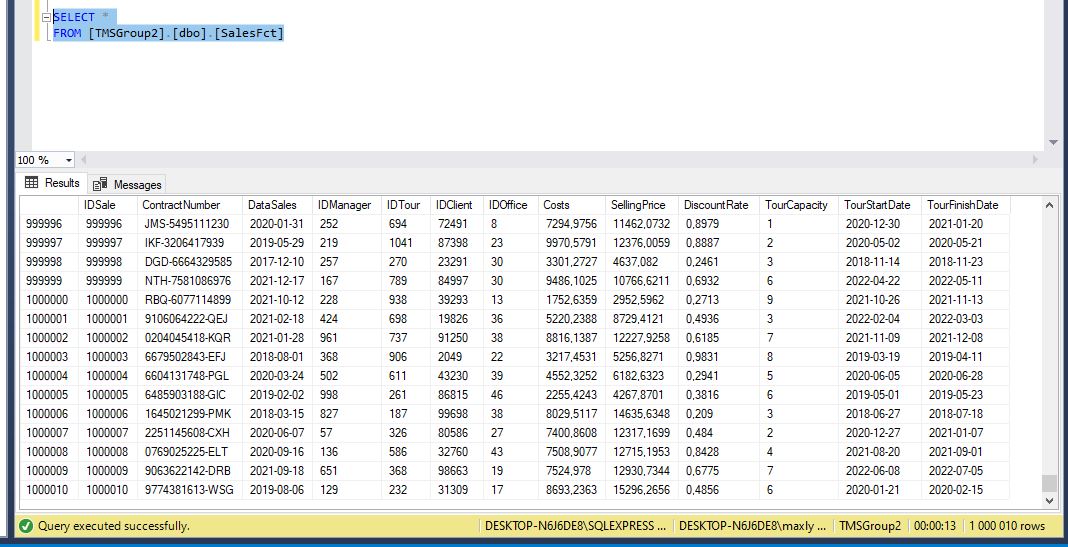 SELECT *
FROM [TMSGroup2].[dbo].[SalesFct]
100 %
Results Messages
IDSale ContractNumber DataSales IDManager IDTour IDClient IDOffice Costs SellingPrice DiscountRate TourCapacity TourStartDate TourFinishDate
999996 999996 JMS-5495111230 2020-01-31 252 694 72491 8 7294,9756 11462,0732 0,8979 1 2020-12-30 2021-01-20
999997 999997 IKF-3206417939 2019-05-29 219 1041 87398 23 9970,5791 12376,0059 0,8887 2 2020-05-02 2020-05-21
999998 999998 DGD-6664329585 2017-12-10 257 270 23291 30 3301,2727 4637,082 0,2461 3 2018-11-14 2018-11-23
999999 999999 NTH-7581086976 2021-12-17 167 789 84997 30 9486,1025 10766,6211 0,6932 6 2022-04-22 2022-05-11
1000000 1000000 RBQ-6077114899 2021-10-12 228 938 39293 13 1752,6359 2952,5962 0,2713 9 2021-10-26 2021-11-13
1000001 1000001 9106064222-QEJ 2021-02-18 424 698 19826 36 5220,2388 8729,4121 0,4936 3 2022-02-04 2022-03-03
1000002 1000002 0204045418-KQR 2021-01-28 961 737 91250 38 8816,1387 12227,9258 0,6185 7 2021-11-09 2021-12-08
1000003 1000003 6679502843-EFJ 2018-08-01 368 906 2049 22 3217,4531 5256,8271 0,9831 8 2019-03-19 2019-04-11
1000004 1000004 6604131748-PGL 2020-03-24 502 611 43230 39 4552,3252 6182,6323 0,2941 5 2020-06-05 2020-06-28
1000005 1000005 6485903188-GIC 2019-02-02 998 261 86815 46 2255,4243 4267,8701 0,3816 6 2019-05-01 2019-05-23
1000006 1000006 1645021299-PMK 2018-03-15 827 187 99698 38 8029,5117 14635,6348 0,209 3 2018-06-27 2018-07-18
1000007 1000007 2251145608-CXH 2020-06-07 57 326 80586 27 7400,8608 12317,1699 0,484 2 2020-12-27 2021-01-07
1000008 1000008 0769025225-ELT 2020-09-16 136 586 32760 43 7508,9077 12715,1953 0,8428 4 2021-08-20 2021-09-01
1000009 1000009 9063622142-DRB 2021-09-18 651 368 98663 19 7524,978 12930,7344 0,6775 7 2022-06-08 2022-07-05
1000010 1000010 9774381613-WSG 2019-08-06 129 232 31309 17 8693,2363 15296,2656 0,4856 6 2020-01-21 2020-02-15
Query executed successfully. DESKTOP-N6J6DE8\SQLEXPRESS ... DESKTOP-N6J6DE8\maxly ... TMSGroup2 00:00:13 1 000 010 rows